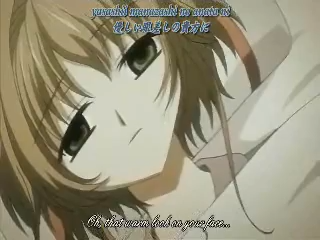 yasashii manazashi no anata ni
優しい眼差しの貴方に
Oh, that warm look on your face...